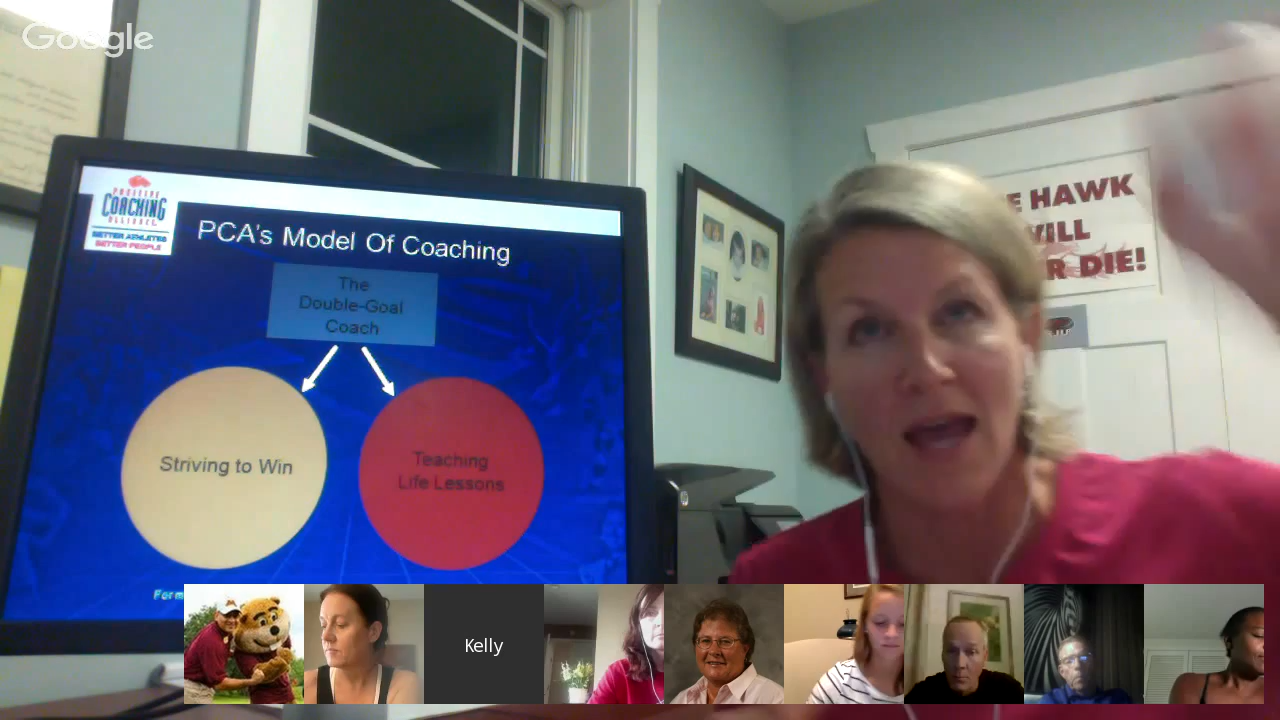 Google
POSITIVE
COACHING
ALLIANCE
BETTER ATHLETES
BETTER PEOPLE
PCA's Model Of Coaching
The
Double-Goal
Coach
Striving to Win
Teaching
Life Lessons
HAWK
WILL
DIE!
Kelly